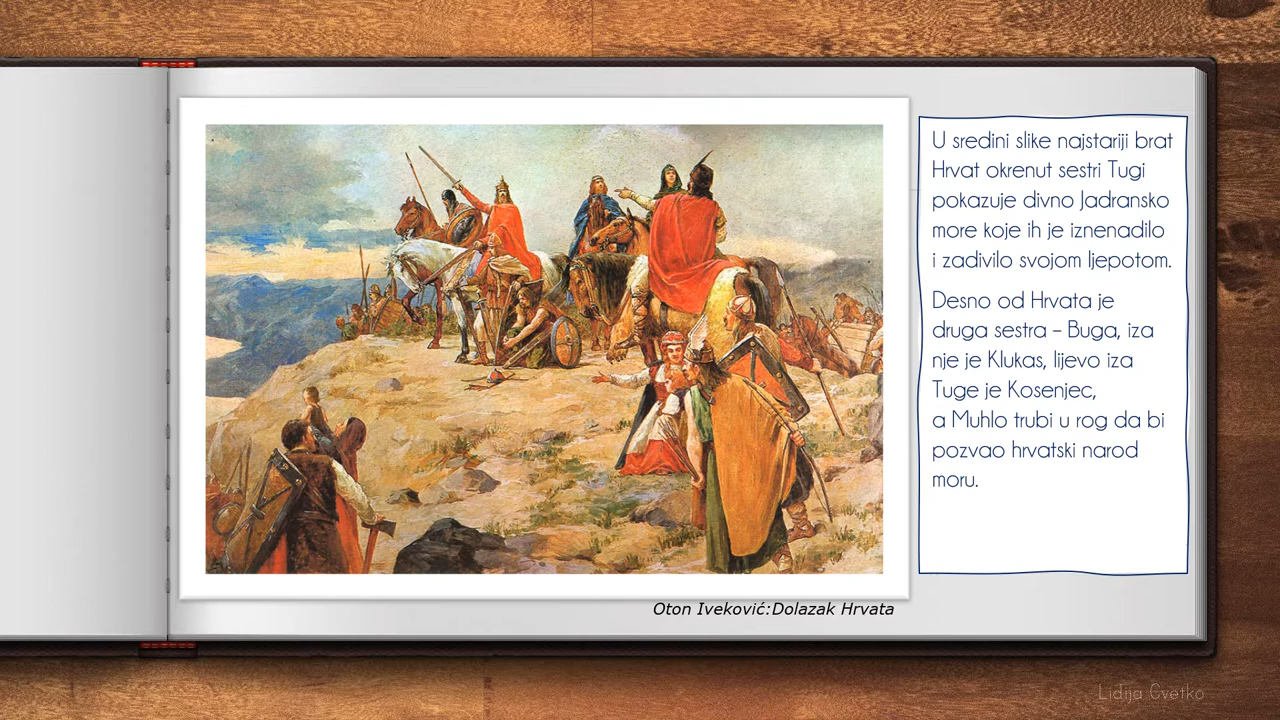 U sredini slike najstariji brat
Hrvat okrenut sestri Tugi
pokazuje divno Jadransko
more koje ih je iznenadilo
i zadivilo svojom ljepotom.
Desno od Hrvata je
druga sestra – Buga, iza
nje je Klukas, lijevo iza
Tuge je Kosenjec,
a Muhlo trubi u rog da bi
pozvao hrvatski narod
moru.
Oton Iveković:Dolazak Hrvata
Lidija Cvetko